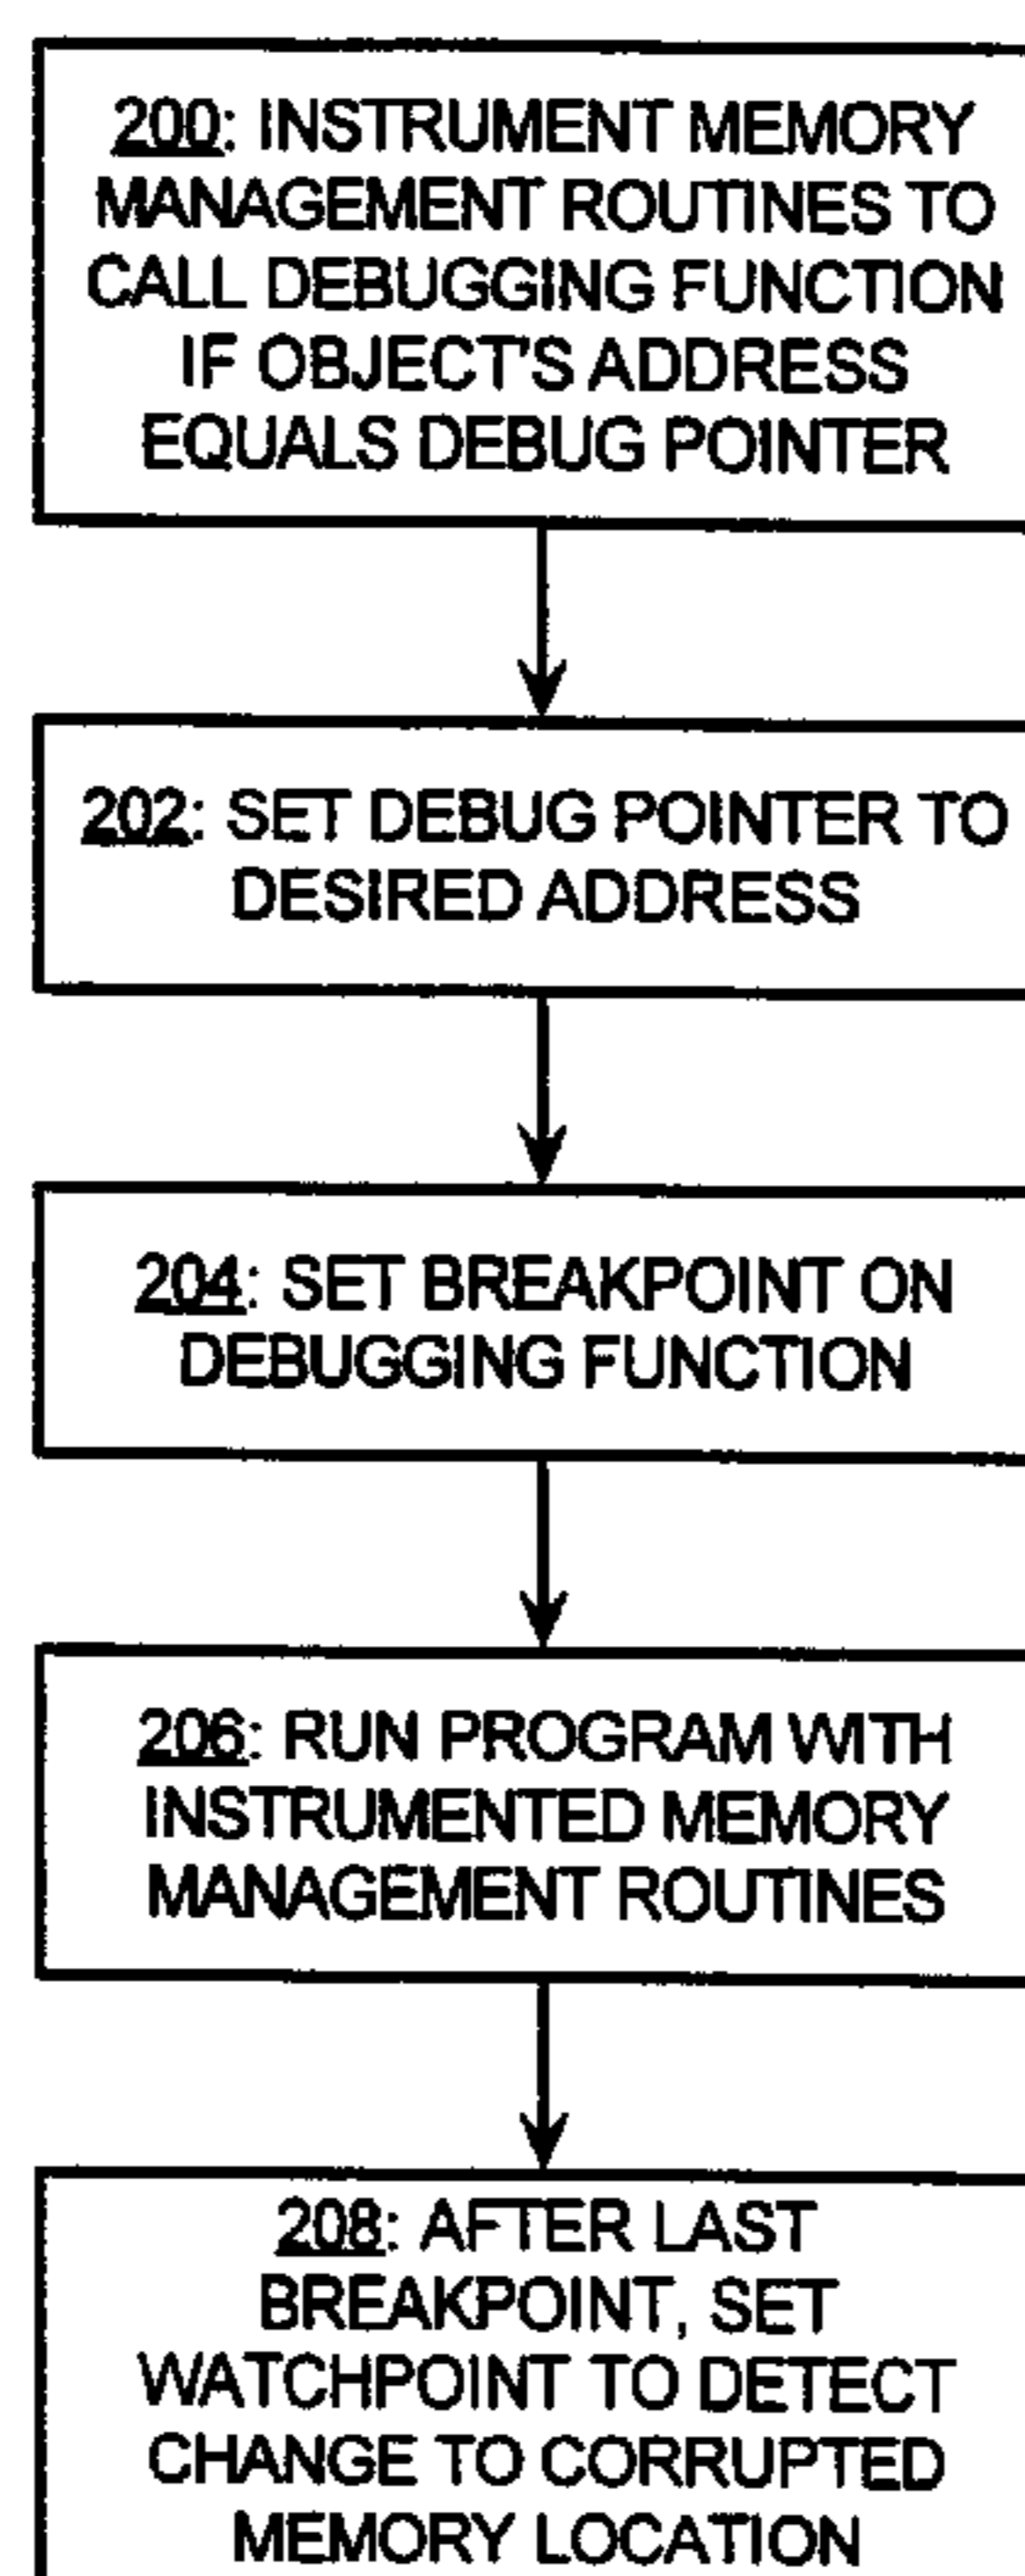 200: INSTRUMENT MEMORY
MANAGEMENT ROUTINES TO
CALL DEBUGGING FUNCTION
IF OBJECT'S ADDRESS
EQUALS DEBUG POINTER
202: SET DEBUG POINTER TO
DESIRED ADDRESS
204: SET BREAKPOINT ON
DEBUGGING FUNCTION
206: RUN PROGRAM WITH
INSTRUMENTED MEMORY
MANAGEMENT ROUTINES
208: AFTER LAST
BREAKPOINT, SET
WATCHPOINT TO DETECT
CHANGE TO CORRUPTED
MEMORY LOCATION